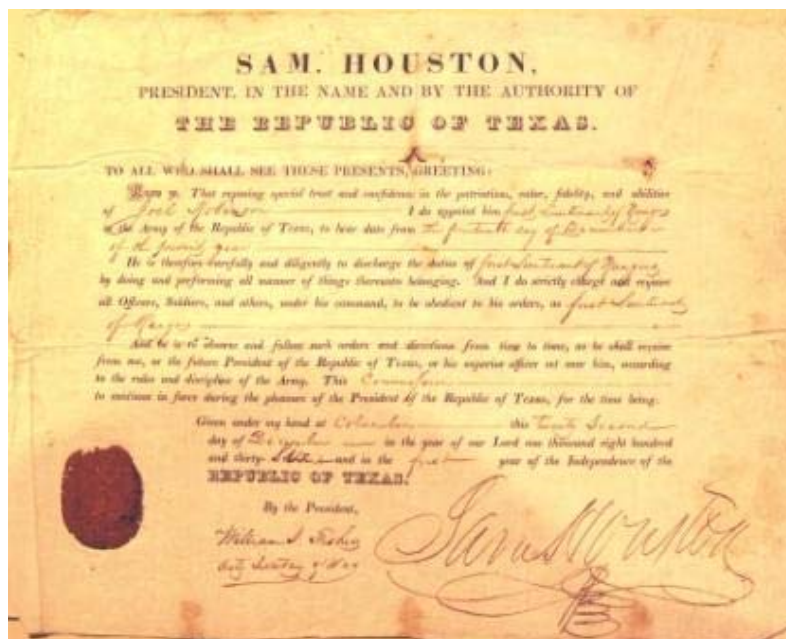 SAM. HOUSTON,
PRESIDENT, IN THE NAME AND BY THE AUTHORITY OF
THE REPUBLIC OF TEXAS.
TO ALL WHO SHALL SEE THESE PRESENTS, GREETING:
Know ye, That reposing special trust and confidence in the patriotism, valor, fidelity, and abilities
of Joel Robinson I do appoint him first Lieutenant of Rangers
in the Army of the Republic of Texas, to bear date from the day of December
of the present year
He is therefore carefully and diligently to discharge the duties of first Lieutenant of Rangers
by doing and performing all manner of things thereunto belonging. And I do strictly charge and require
all Officers, Soldiers, and others, under his command, to be obedient to his orders, as first Lieutenant
of Rangers
And he is to observe and follow such orders and directions from time to time, as he shall receive
from me, or the future President of the Republic of Texas, or his superior officer set over him, according
to the rules and discipline of the Army. This Commission
to continue in force during the pleasure of the President of the Republic of Texas, for the time being.
Given under my hand at Columbia this Second
day of December in the year of our Lord one thousand eight hundred
and thirty- and in the first year of the Independence of the
REPUBLIC OF TEXAS.
By the President,
William S. Fisher
Secretary of War
Sam Houston